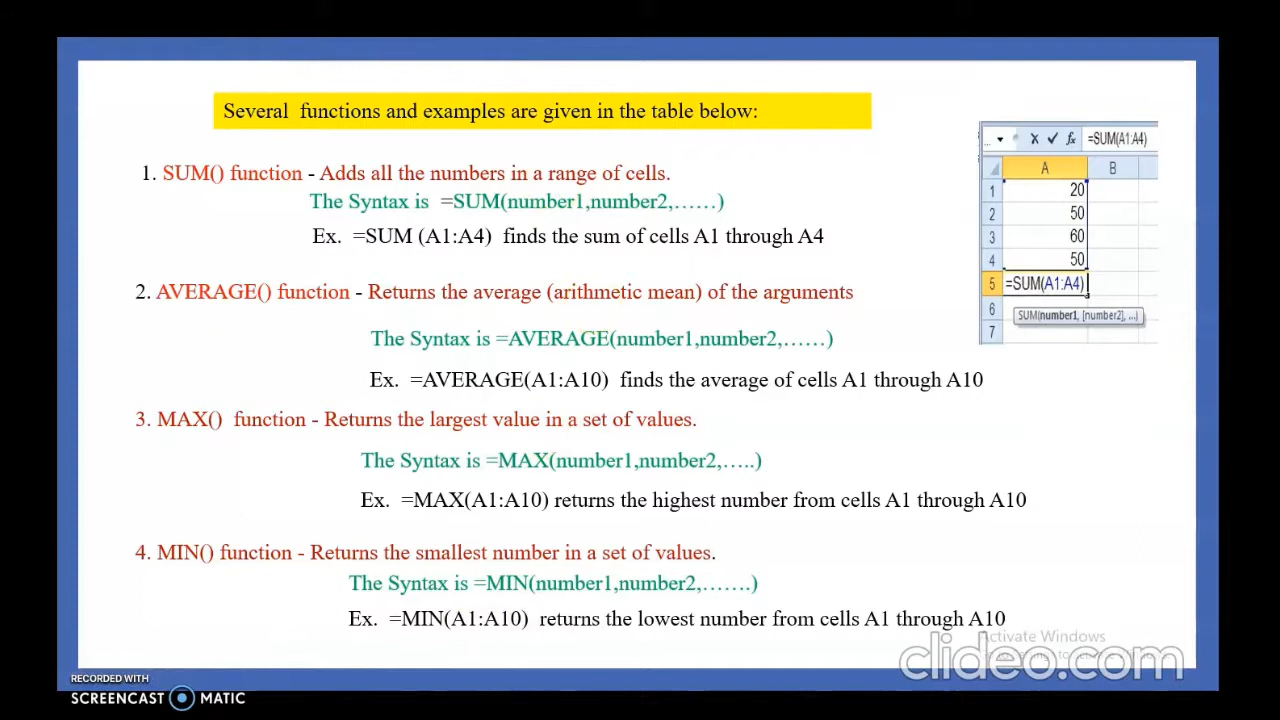 Several functions and examples are given in the table below:
1. SUM() function - Adds all the numbers in a range of cells.
The Syntax is =SUM(number1,number2,……)
Ex. =SUM (A1:A4) finds the sum of cells A1 through A4
2. AVERAGE() function - Returns the average (arithmetic mean) of the arguments
The Syntax is =AVERAGE(number1,number2,……)
Ex. =AVERAGE(A1:A10) finds the average of cells A1 through A10
3. MAX() function - Returns the largest value in a set of values.
The Syntax is =MAX(number1,number2,…..)
Ex. =MAX(A1:A10) returns the highest number from cells A1 through A10
4. MIN() function - Returns the smallest number in a set of values.
The Syntax is =MIN(number1,number2,…….)
Ex. =MIN(A1:A10) returns the lowest number from cells A1 through A10
... fx =SUM(A1:A4)
A B
1 20
2 50
3 60
4 50
5 =SUM(A1:A4)
6 SUM(number1, [number2], ...)
7
Activate Windows
clideo.com
RECORDED WITH
SCREENCAST MATIC